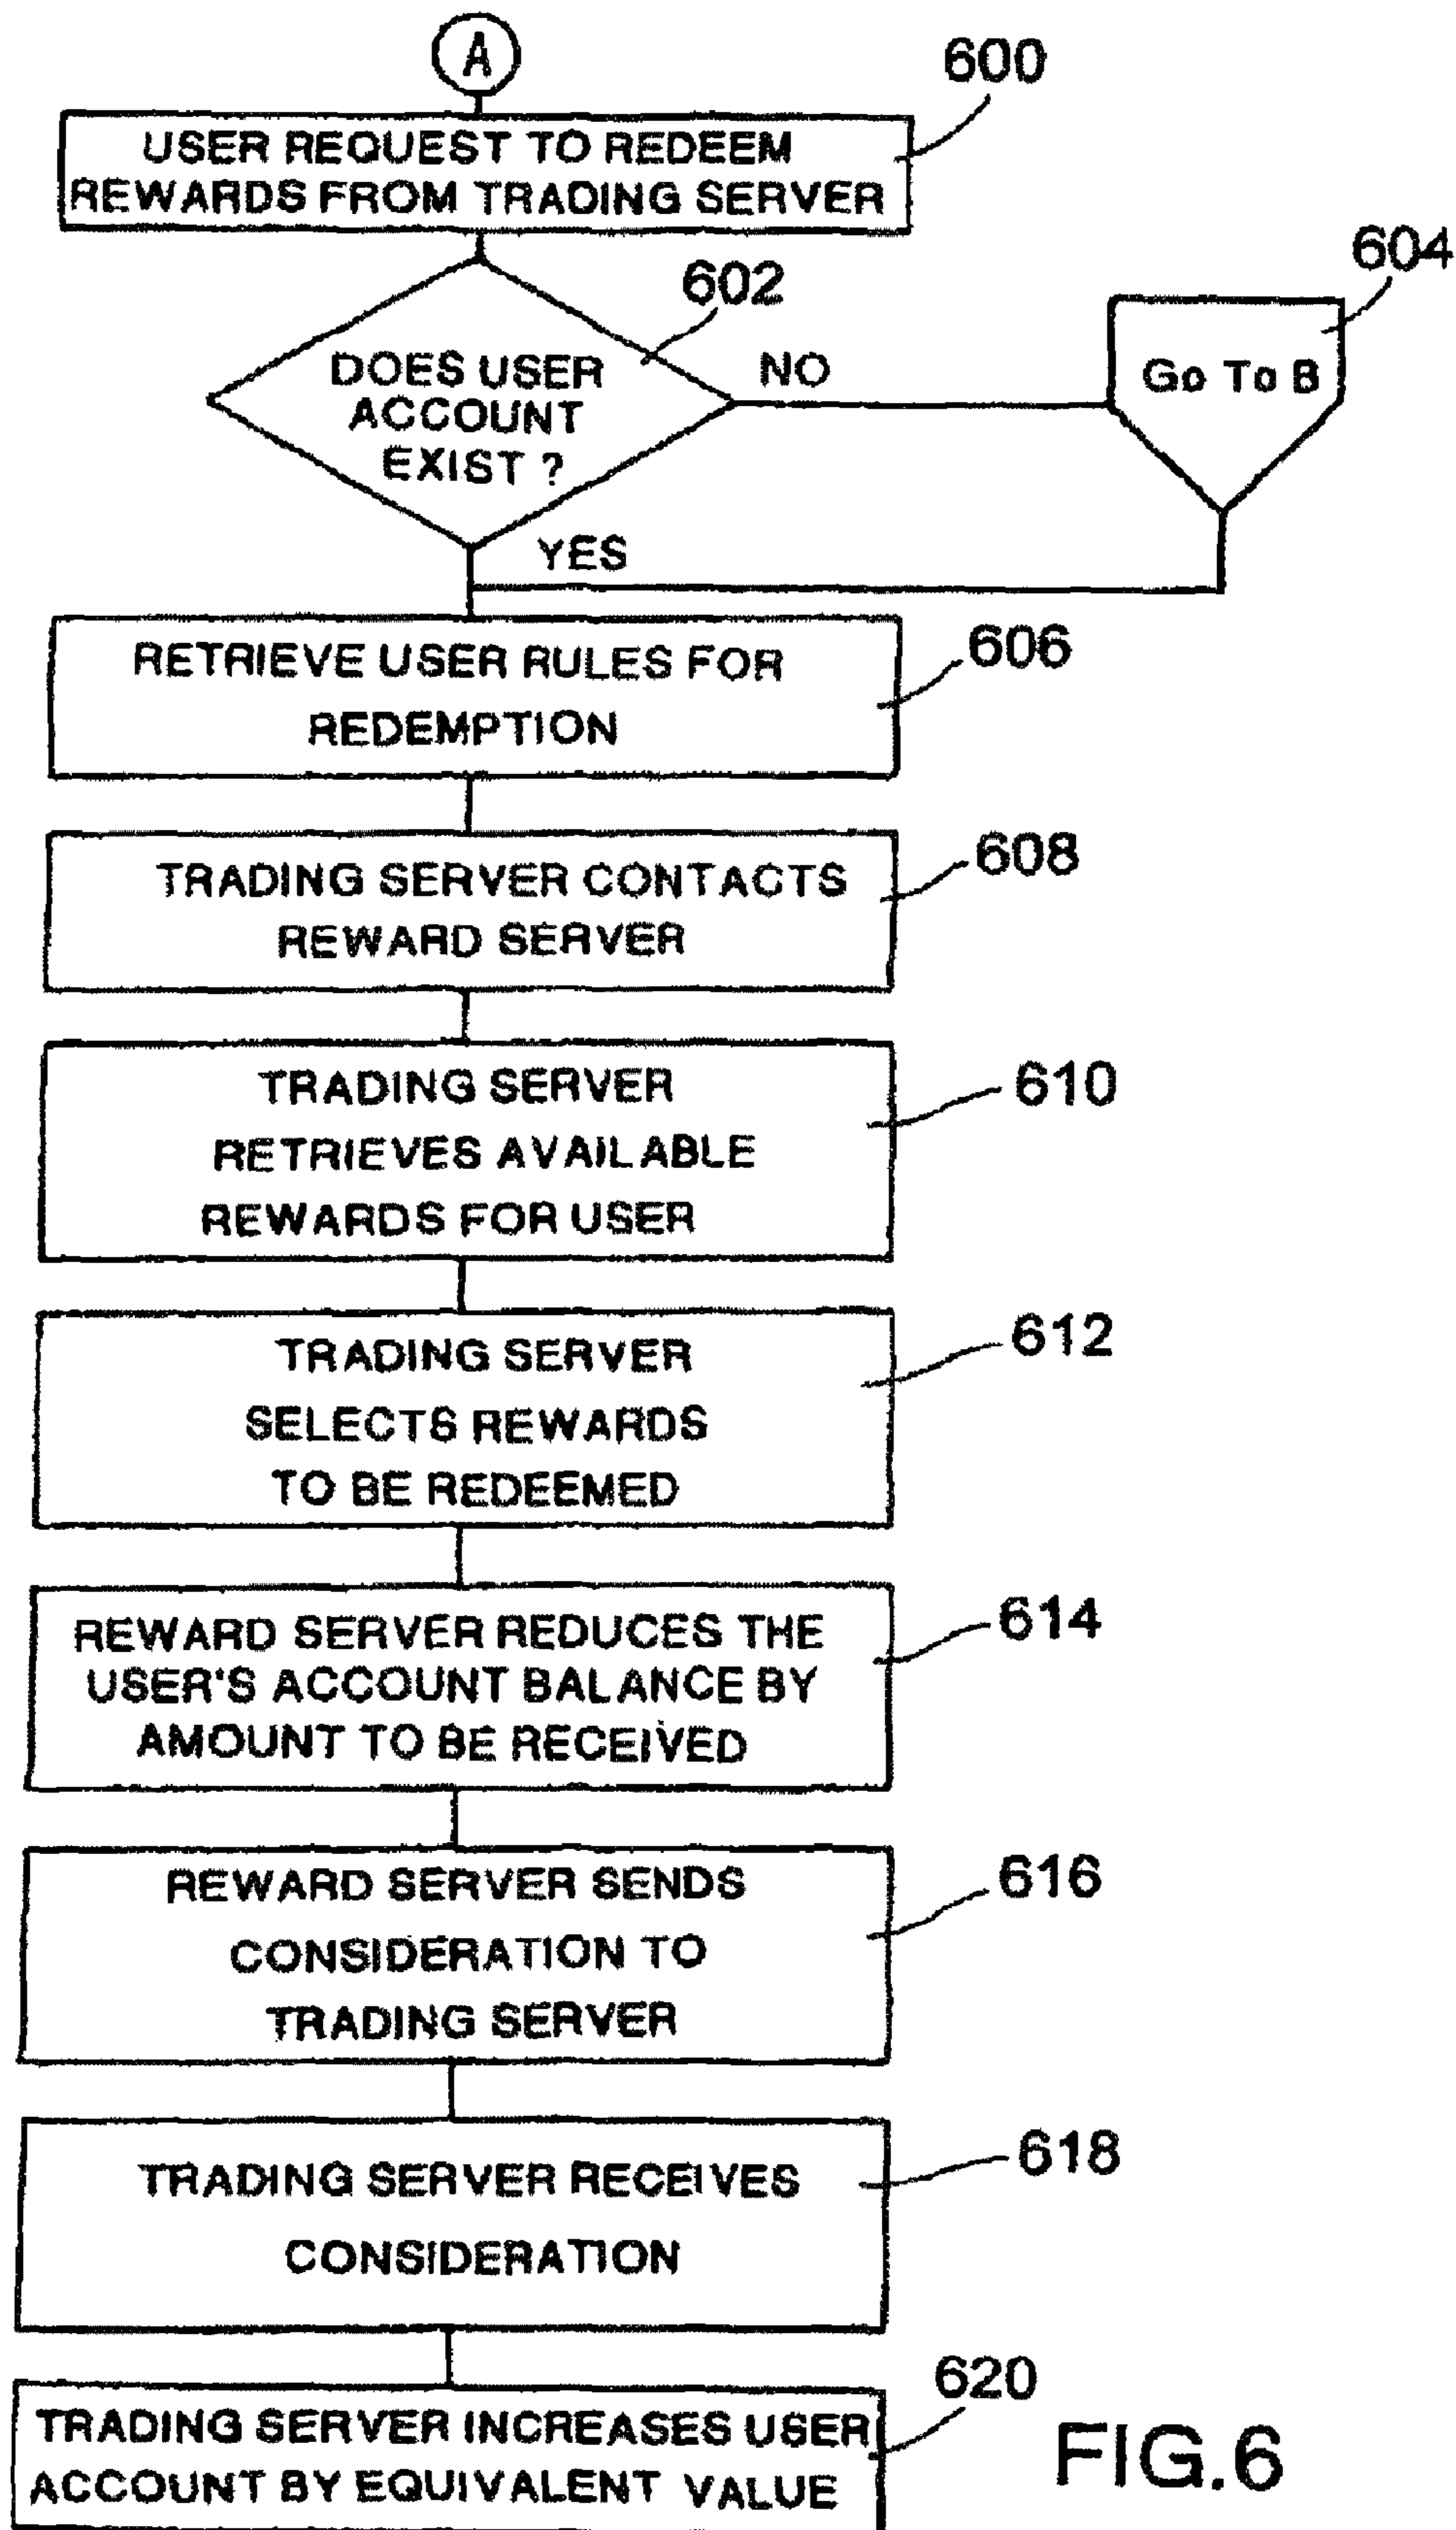 A
600
USER REQUEST TO REDEEM
REWARDS FROM TRADING SERVER
602
604
DOES USER
ACCOUNT
EXIST ?
NO
Go To B
YES
RETRIEVE USER RULES FOR
REDEMPTION
606
TRADING SERVER CONTACTS
REWARD SERVER
608
TRADING SERVER
RETRIEVES AVAILABLE
REWARDS FOR USER
610
TRADING SERVER
SELECTS REWARDS
TO BE REDEEMED
612
REWARD SERVER REDUCES THE
USER'S ACCOUNT BALANCE BY
AMOUNT TO BE RECEIVED
614
REWARD SERVER SENDS
CONSIDERATION TO
TRADING SERVER
616
TRADING SERVER RECEIVES
CONSIDERATION
618
TRADING SERVER INCREASES USER
ACCOUNT BY EQUIVALENT VALUE
620
FIG.6